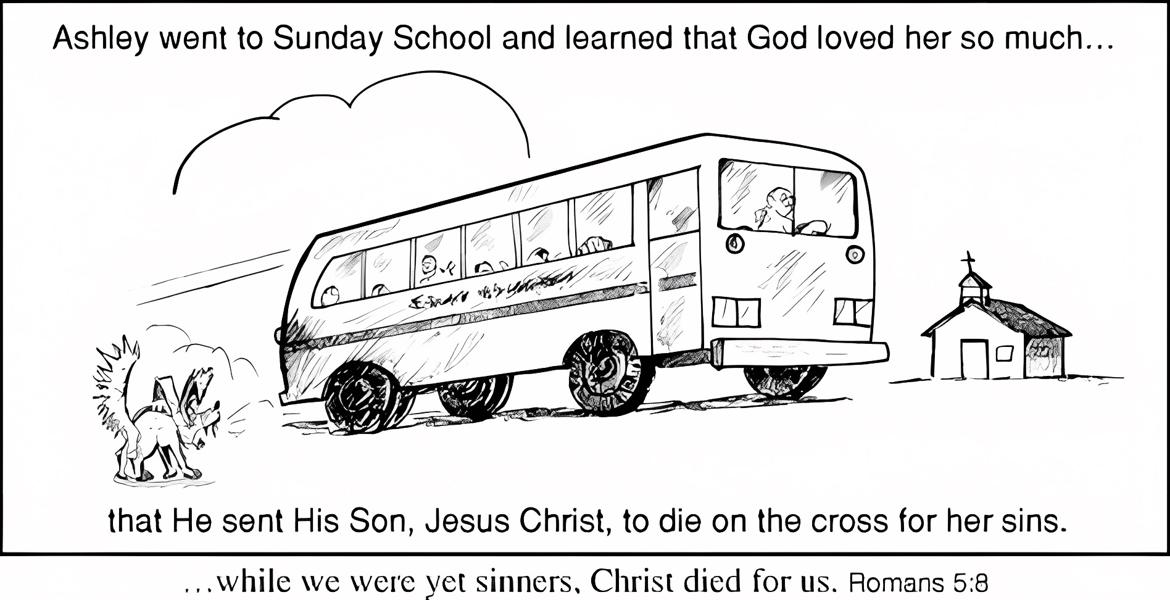 Ashley went to Sunday School and learned that God loved her so much...
that He sent His Son, Jesus Christ, to die on the cross for her sins.
...while we were yet sinners, Christ died for us. Romans 5:8